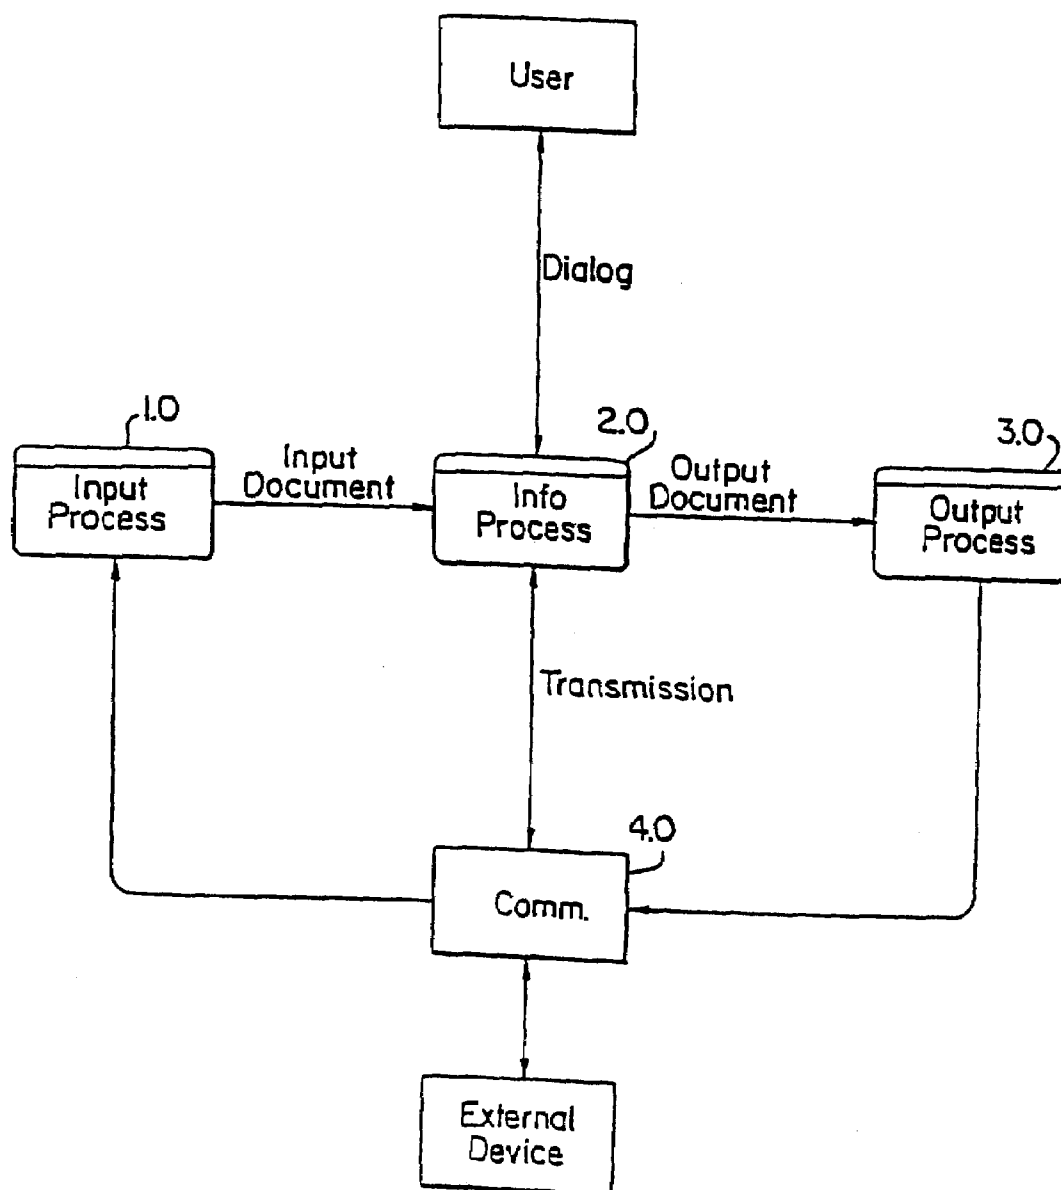 User
Dialog
1.0
2.0
3.0
Input
Process
Input
Document
Info
Process
Output
Document
Output
Process
Transmission
4.0
Comm.
External
Device